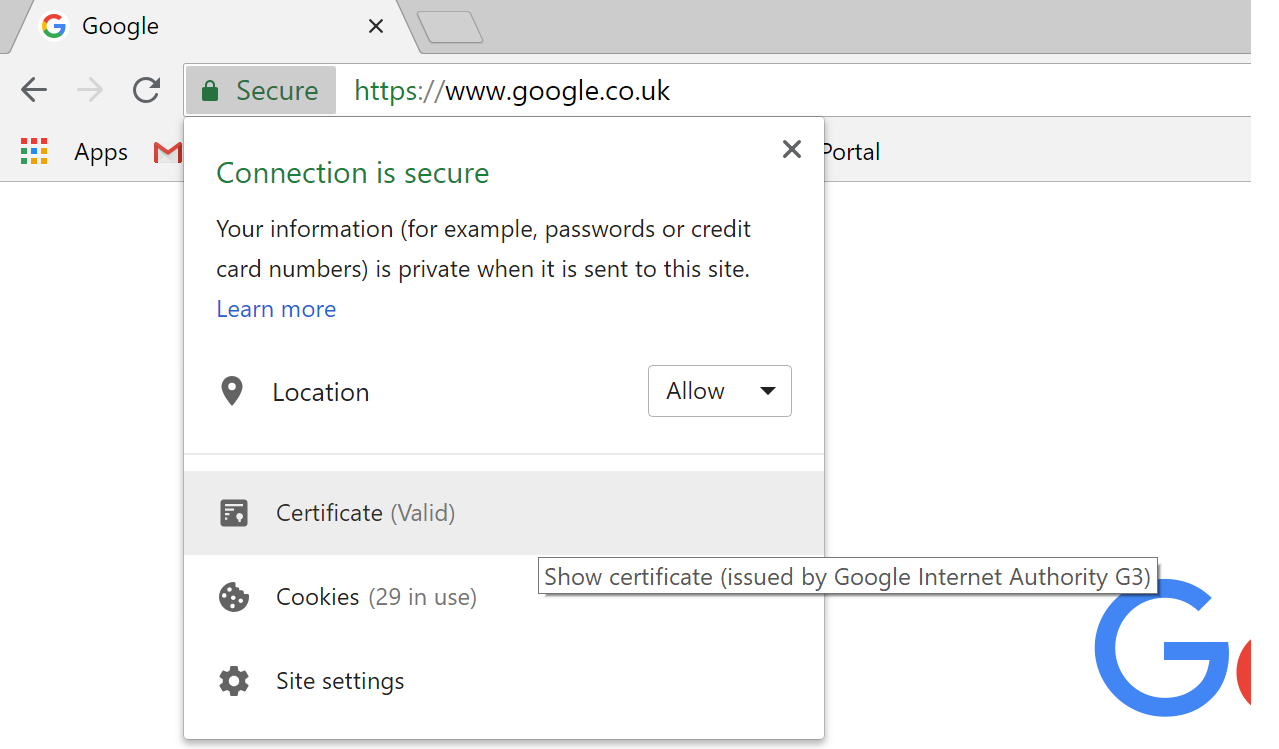 Google
Secure https://www.google.co.uk
Apps Portal
Connection is secure
Your information (for example, passwords or credit
card numbers) is private when it is sent to this site.
Learn more
Location Allow
Certificate (Valid)
Show certificate (issued by Google Internet Authority G3)
Cookies (29 in use)
Site settings
G